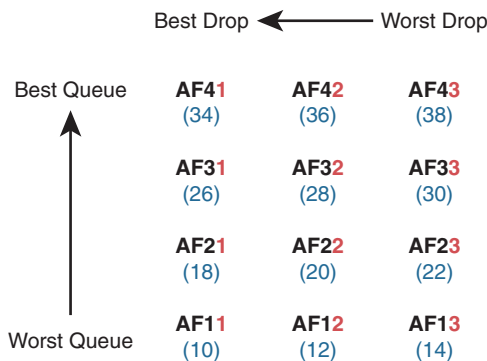 Best Drop Worst Drop
Best Queue AF41 AF42 AF43
(34) (36) (38)
AF31 AF32 AF33
(26) (28) (30)
AF21 AF22 AF23
(18) (20) (22)
Worst Queue AF11 AF12 AF13
(10) (12) (14)